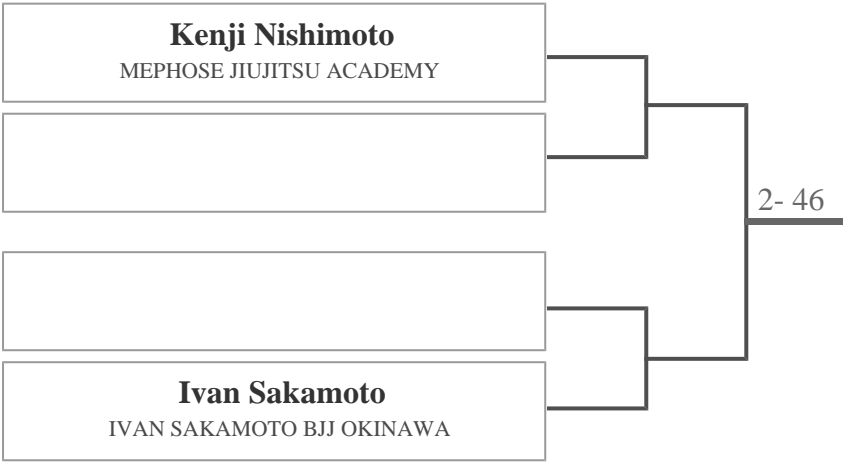 Kenji Nishimoto
MEPHOSE JIUJITSU ACADEMY
2- 46
Ivan Sakamoto
IVAN SAKAMOTO BJJ OKINAWA